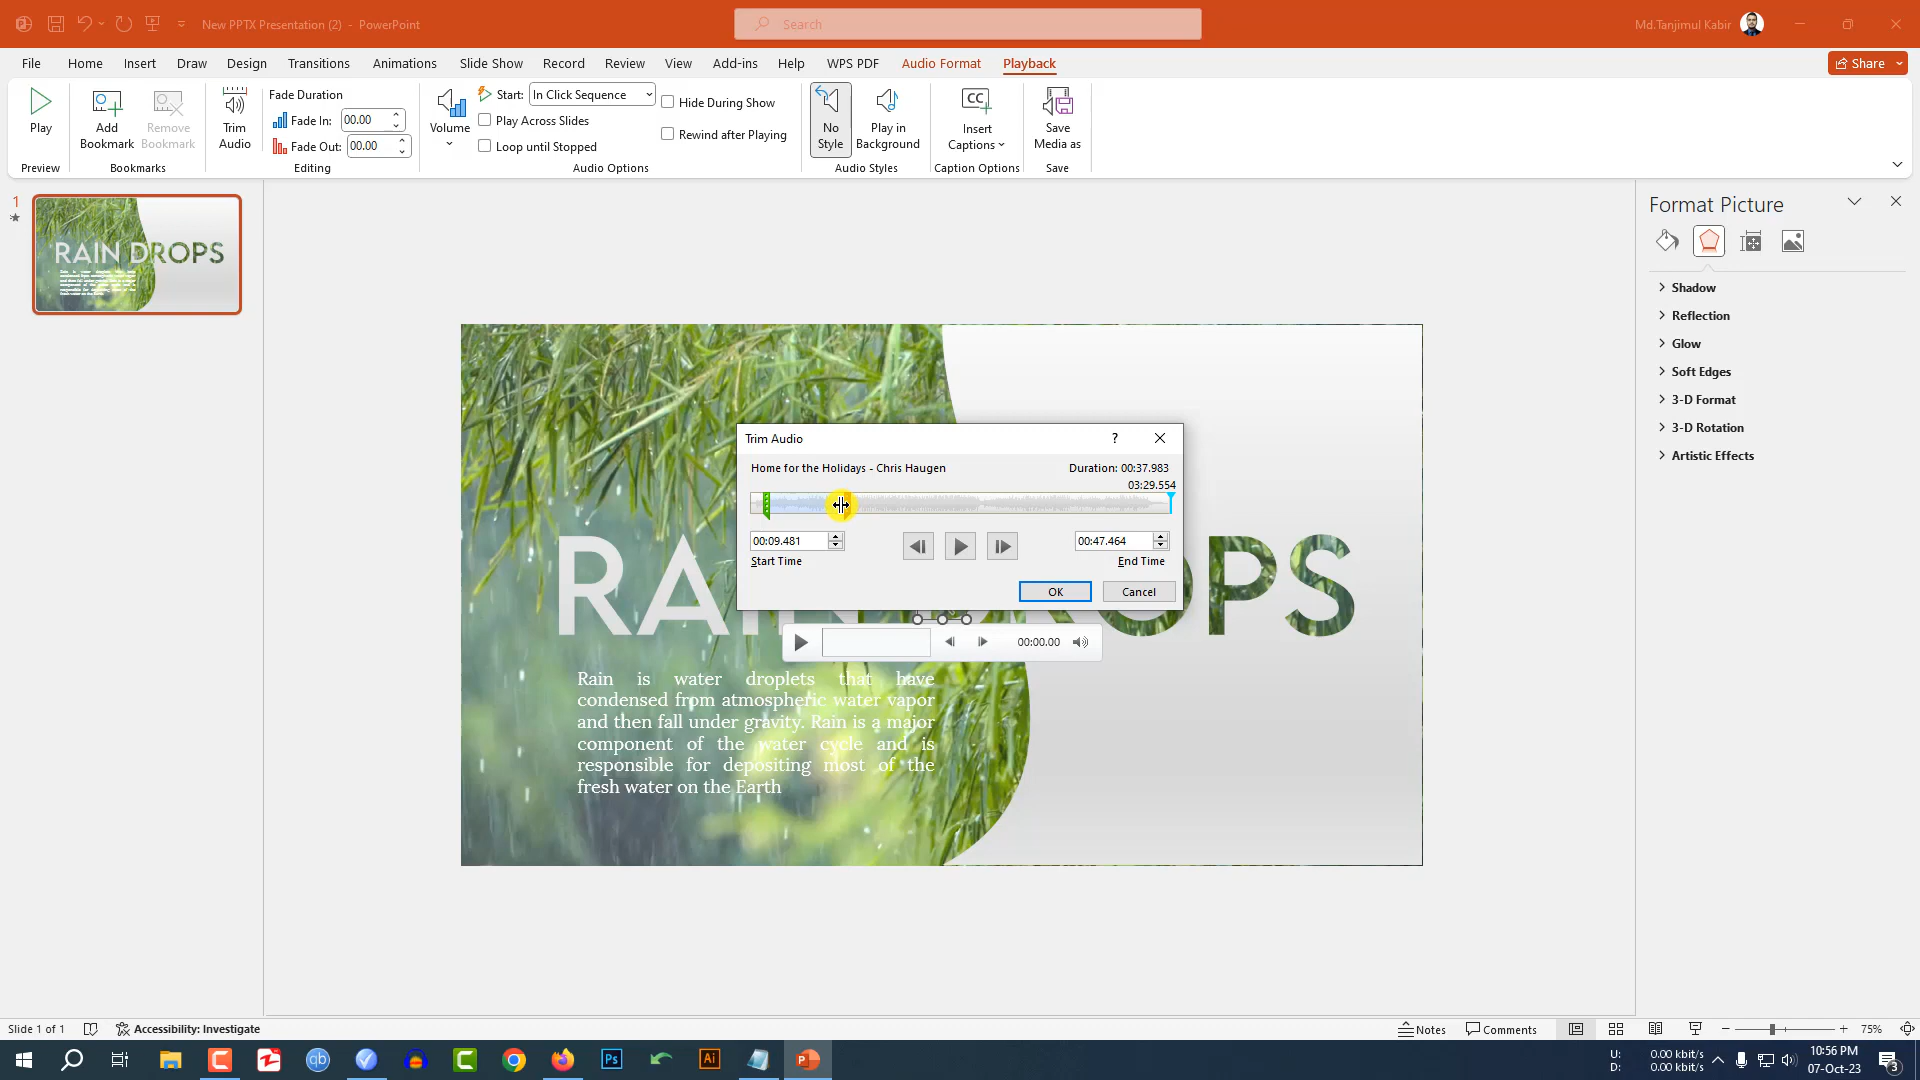 New PPTX Presentation (2) - PowerPoint
Search
Md.Tanjimul Kabir
File Home Insert Draw Design Transitions Animations Slide Show Record Review View Add-ins Help WPS PDF Audio Format Playback
Share
Play
Preview
Add Bookmark
Remove Bookmark
Bookmarks
Trim Audio
Fade Duration
Fade In: 00.00
Fade Out: 00.00
Editing
Volume
Start: In Click Sequence
Play Across Slides
Loop until Stopped
Hide During Show
Rewind after Playing
Audio Options
No Style
Play in Background
Audio Styles
CC
Insert Captions
Caption Options
Save Media as
Save
1
RAIN DROPS
Format Picture
Shadow
Reflection
Glow
Soft Edges
3-D Format
3-D Rotation
Artistic Effects
Trim Audio
?
Home for the Holidays - Chris Haugen
Duration: 00:37.983
03:29.554
00:09.481
Start Time
00:47.464
End Time
OK
Cancel
00:00.00
Rain is water droplets that have
condensed from atmospheric water vapor
and then fall under gravity. Rain is a major
component of the water cycle and is
responsible for depositing most of the
fresh water on the Earth
Slide 1 of 1
Accessibility: Investigate
Notes
Comments
75%
qb
Ps
Ai
P
U: 0.00 kbit/s
D: 0.00 kbit/s
10:56 PM
07-Oct-23
3